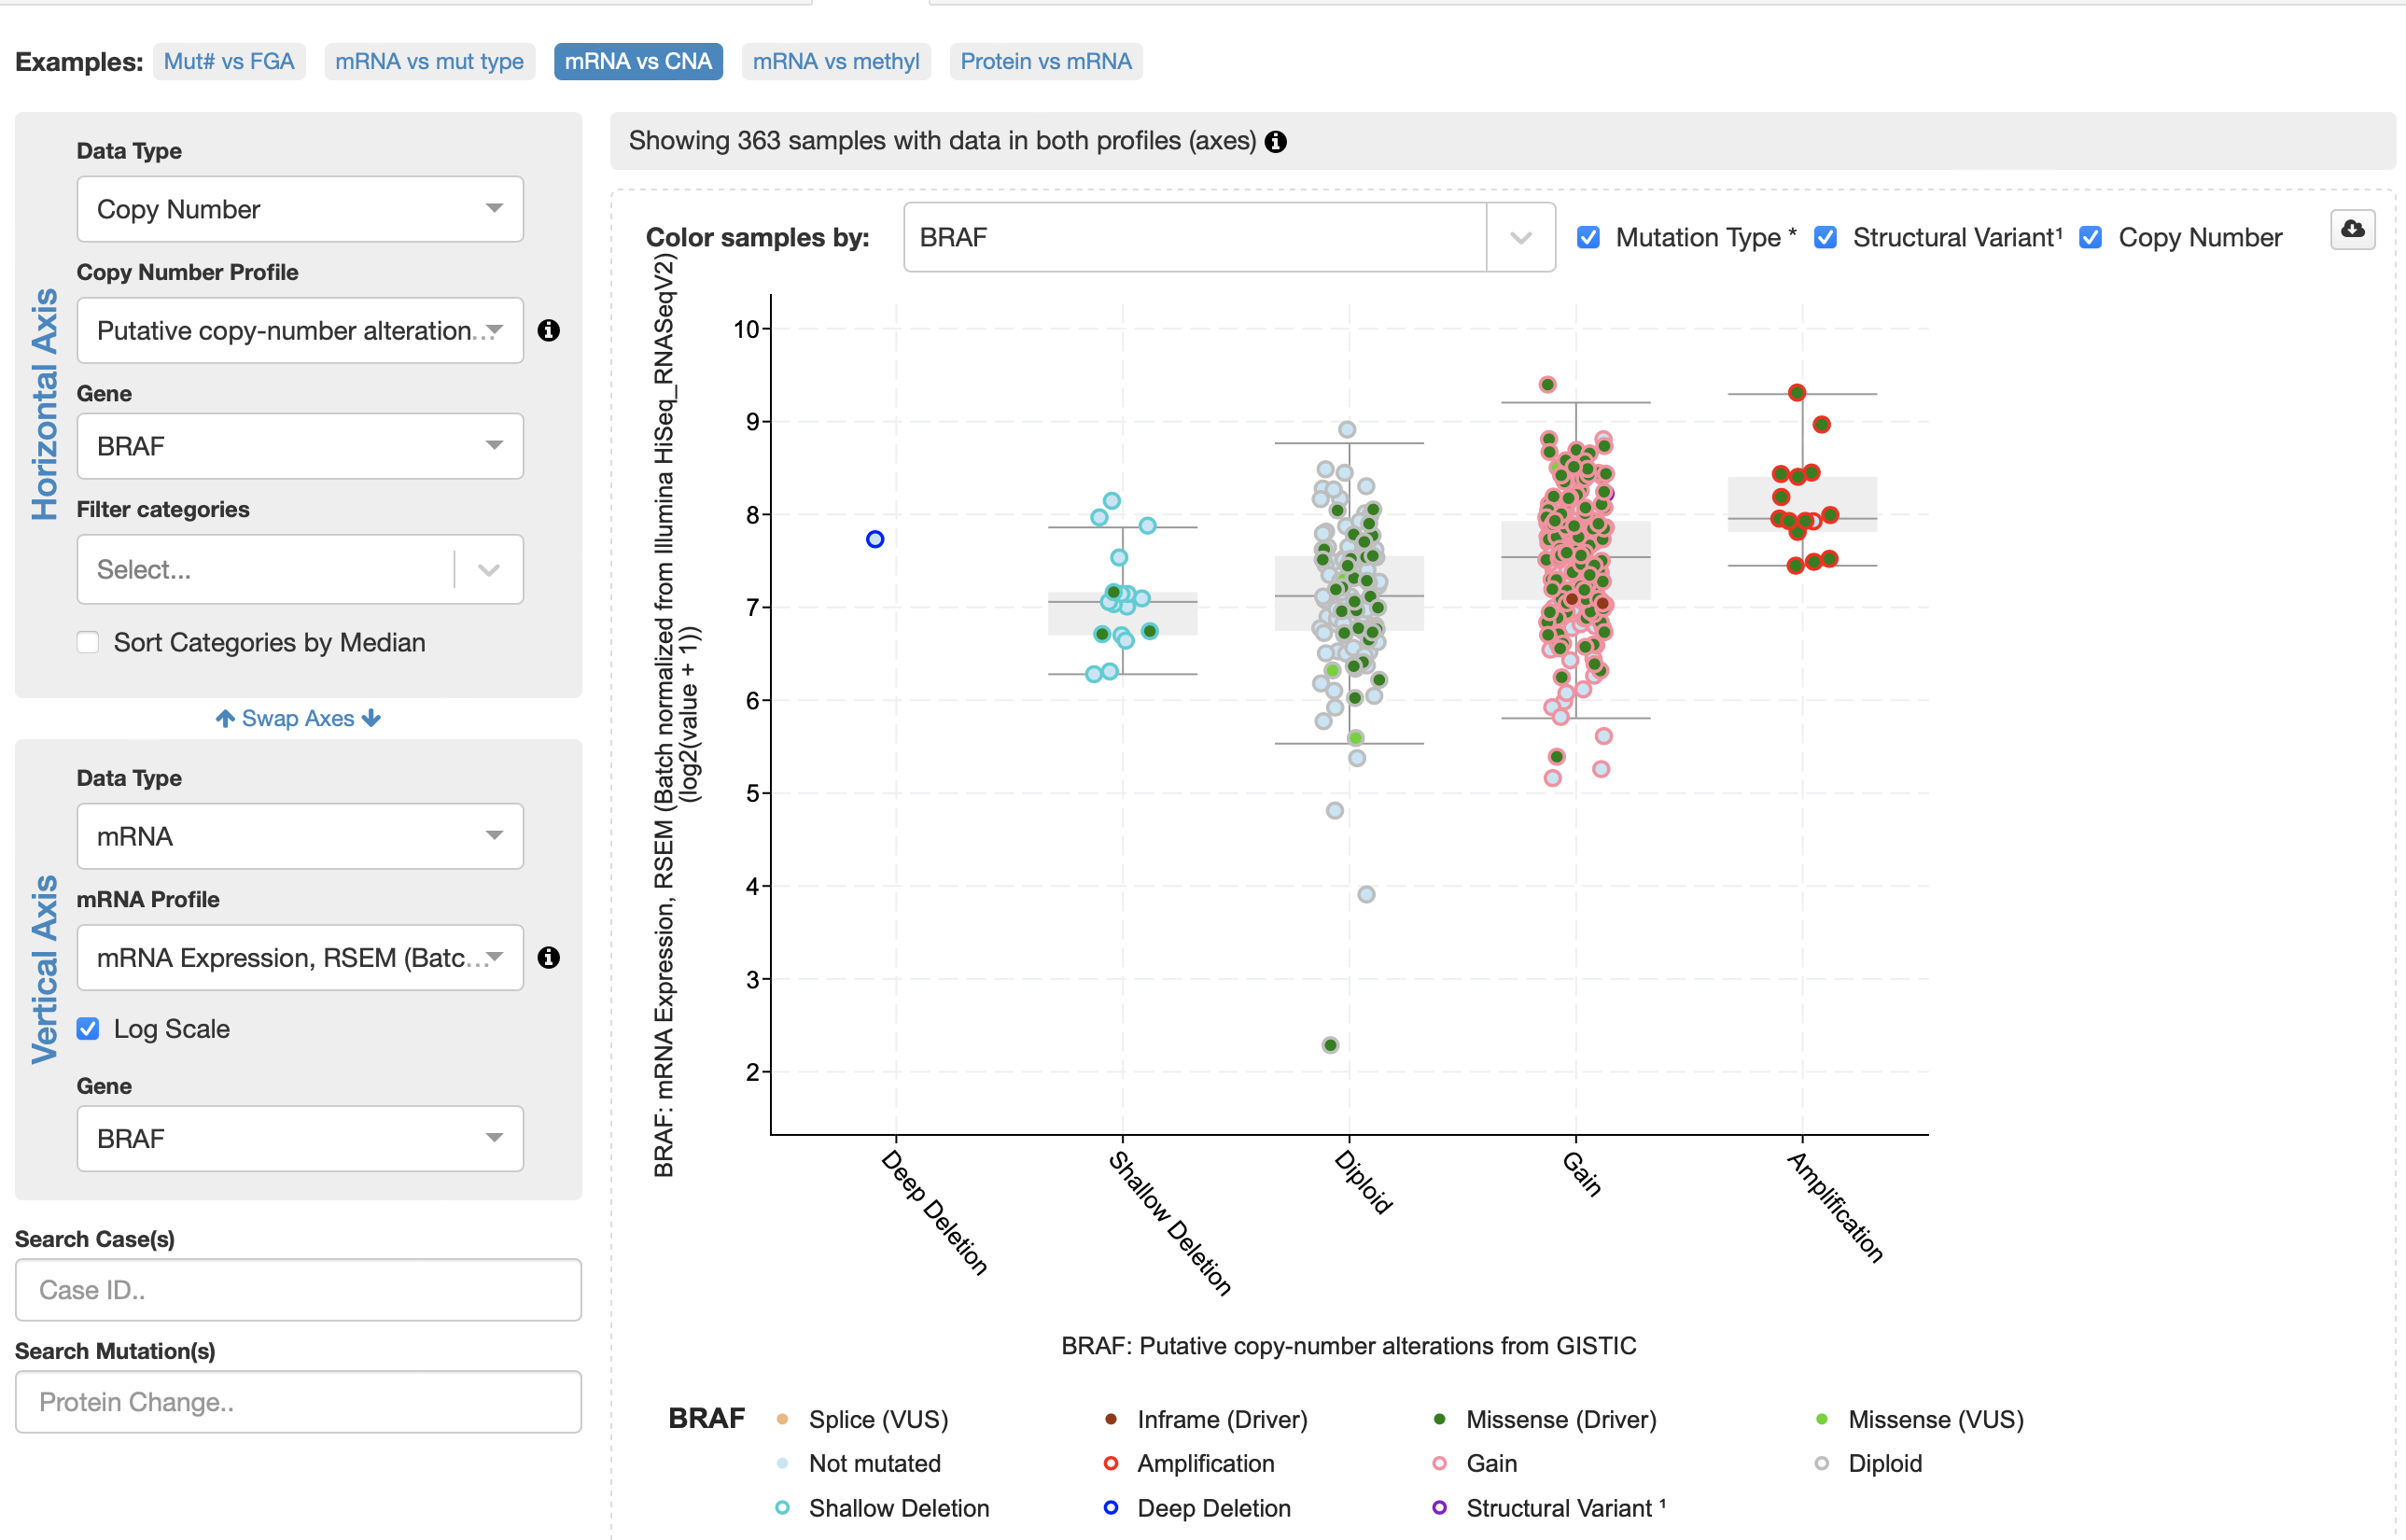 Examples: Mut# vs FGA mRNA vs mut type mRNA vs CNA mRNA vs methyl Protein vs mRNA
Horizontal Axis
Data Type
Copy Number
Copy Number Profile
Putative copy-number alteration...
Gene
BRAF
Filter categories
Select...
Sort Categories by Median
Swap Axes
Vertical Axis
Data Type
mRNA
mRNA Profile
mRNA Expression, RSEM (Batc...
Log Scale
Gene
BRAF
Search Case(s)
Case ID..
Search Mutation(s)
Protein Change..
Showing 363 samples with data in both profiles (axes)
Color samples by: BRAF Mutation Type * Structural Variant¹ Copy Number
BRAF: mRNA Expression, RSEM (Batch normalized from Illumina HiSeq_RNASeqV2)
(log2(value + 1))
10
9
8
7
6
5
4
3
2
Deep Deletion
Shallow Deletion
Diploid
Gain
Amplification
BRAF: Putative copy-number alterations from GISTIC
BRAF Splice (VUS) Inframe (Driver) Missense (Driver) Missense (VUS)
Not mutated Amplification Gain Diploid
Shallow Deletion Deep Deletion Structural Variant ¹